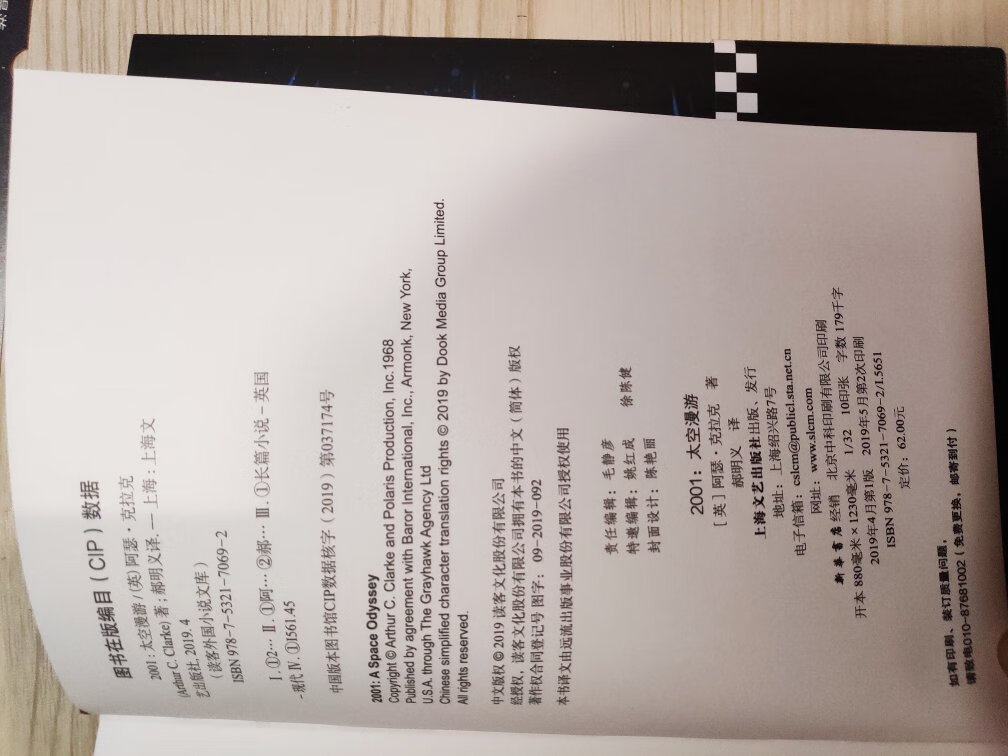 图书在版编目（CIP）数据
2001：太空漫游 / (英) 阿瑟·克拉克
(Arthur C. Clarke) 著；郝明义译. -- 上海：上海文
艺出版社, 2019.4
（读客外国小说文库）
ISBN 978-7-5321-7069-2
Ⅰ.①2… Ⅱ.①阿… ②郝… Ⅲ.①长篇小说-英国
-现代 Ⅳ.①I561.45
中国版本图书馆CIP数据核字（2019）第037174号
2001: A Space Odyssey
Copyright © Arthur C. Clarke and Polaris Production, Inc.1968
Published by agreement with Baror International, Inc., Armonk, New York,
U.S.A. through The Grayhawk Agency Ltd
Chinese simplified character translation rights © 2019 by Dook Media Group Limited.
All rights reserved.
中文版权 © 2019 读客文化股份有限公司
经授权，读客文化股份有限公司拥有本书的中文（简体）版权
著作权合同登记号 图字：09-2019-092
本书译文由远流出版事业股份有限公司授权使用
责任编辑：毛静彦
特邀编辑：姚红成 徐陈健
封面设计：陈艳丽
2001：太空漫游
［英］阿瑟·克拉克 著
郝明义 译
上海文艺出版社出版、发行
地址：上海绍兴路7号
电子信箱：cslcm@publicl.sta.net.cn
网址：www.slcm.com
新华书店经销 北京中科印刷有限公司印刷
开本 880毫米×1230毫米 1/32 10印张 字数 179千字
2019年4月第1版 2019年5月第2次印刷
ISBN 978-7-5321-7069-2/I.5651
定价：62.00元
如有印刷、装订质量问题，
请致电010-87681002（免费更换，邮寄到付）